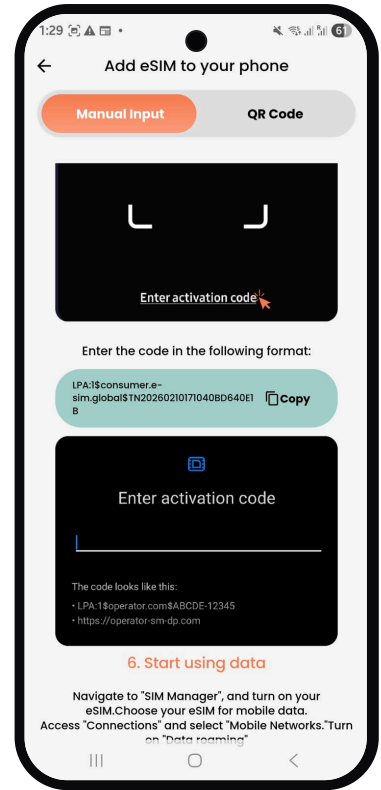 1:29
Add eSIM to your phone
Manual Input
QR Code
Enter activation code
Enter the code in the following format:
LPA:1$consumer.e-
sim.global$TN20260210171040BD640E1
B
Copy
Enter activation code
The code looks like this:
• LPA:1$operator.com$ABCDE-12345
• https://operator-sm-dp.com
6. Start using data
Navigate to "SIM Manager", and turn on your
eSIM.Choose your eSIM for mobile data.
Access "Connections" and select "Mobile Networks."Turn
on "Data roaming"